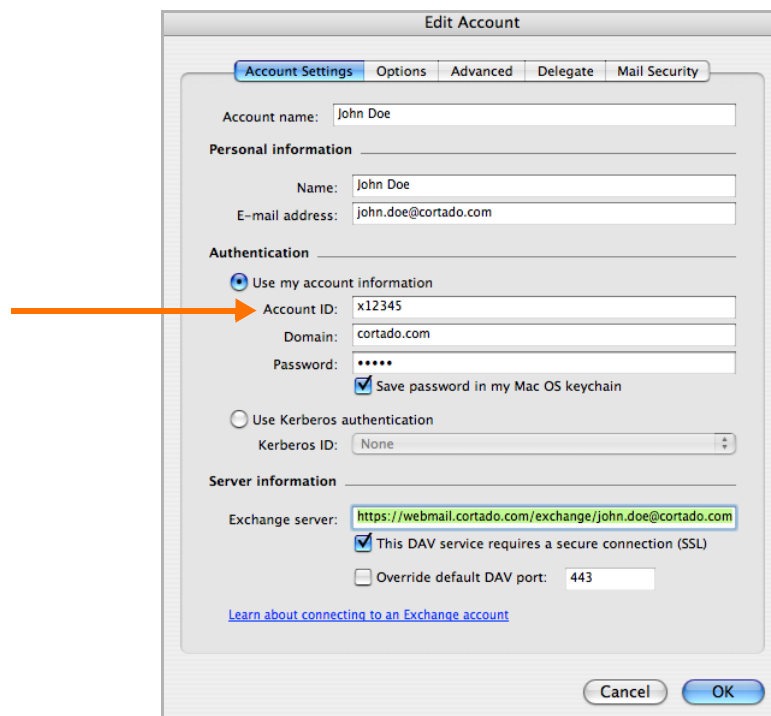 Edit Account
Account Settings Options Advanced Delegate Mail Security
Account name: John Doe
Personal information
Name: John Doe
E-mail address: john.doe@cortado.com
Authentication
Use my account information
Account ID: x12345
Domain: cortado.com
Password: •••••
Save password in my Mac OS keychain
Use Kerberos authentication
Kerberos ID: None
Server information
Exchange server: https://webmail.cortado.com/exchange/john.doe@cortado.com
This DAV service requires a secure connection (SSL)
Override default DAV port: 443
Learn about connecting to an Exchange account
Cancel OK